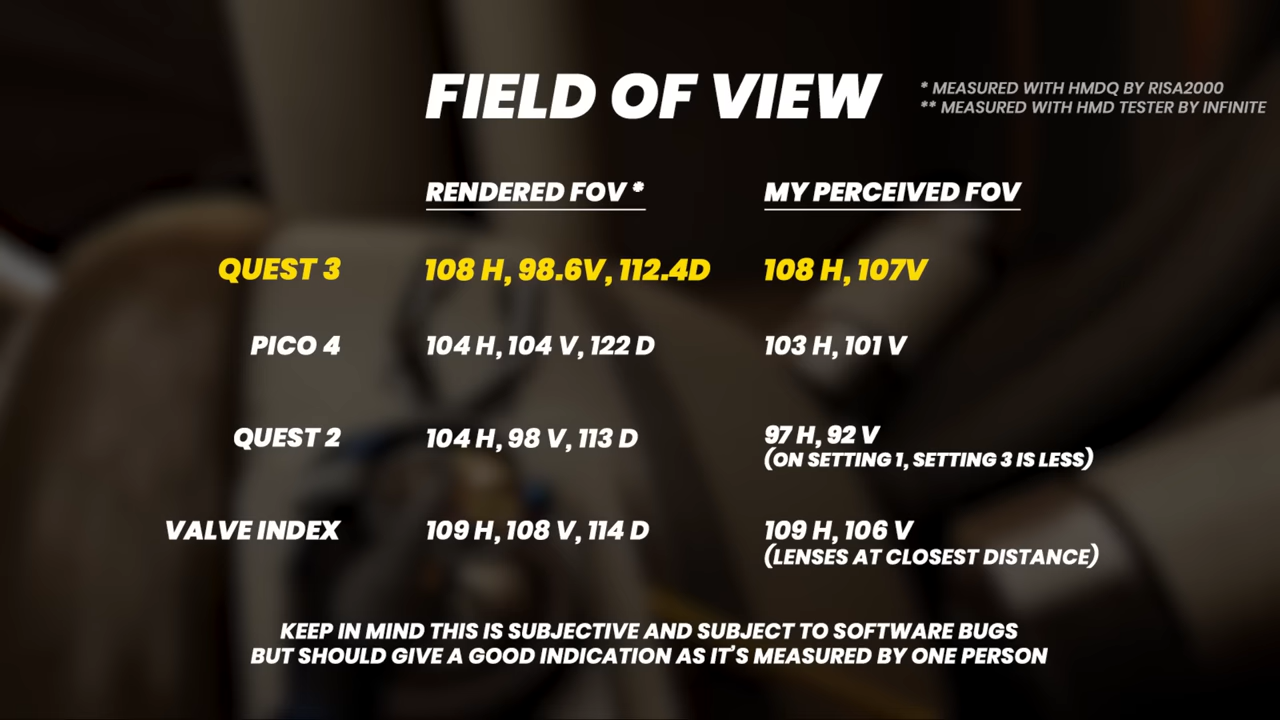 FIELD OF VIEW
* MEASURED WITH HMDQ BY RISA2000
** MEASURED WITH HMD TESTER BY INFINITE
RENDERED FOV * MY PERCEIVED FOV
QUEST 3 108 H, 98.6V, 112.4D 108 H, 107V
PICO 4 104 H, 104 V, 122 D 103 H, 101 V
QUEST 2 104 H, 98 V, 113 D 97 H, 92 V
(ON SETTING 1, SETTING 3 IS LESS)
VALVE INDEX 109 H, 108 V, 114 D 109 H, 106 V
(LENSES AT CLOSEST DISTANCE)
KEEP IN MIND THIS IS SUBJECTIVE AND SUBJECT TO SOFTWARE BUGS
BUT SHOULD GIVE A GOOD INDICATION AS IT'S MEASURED BY ONE PERSON